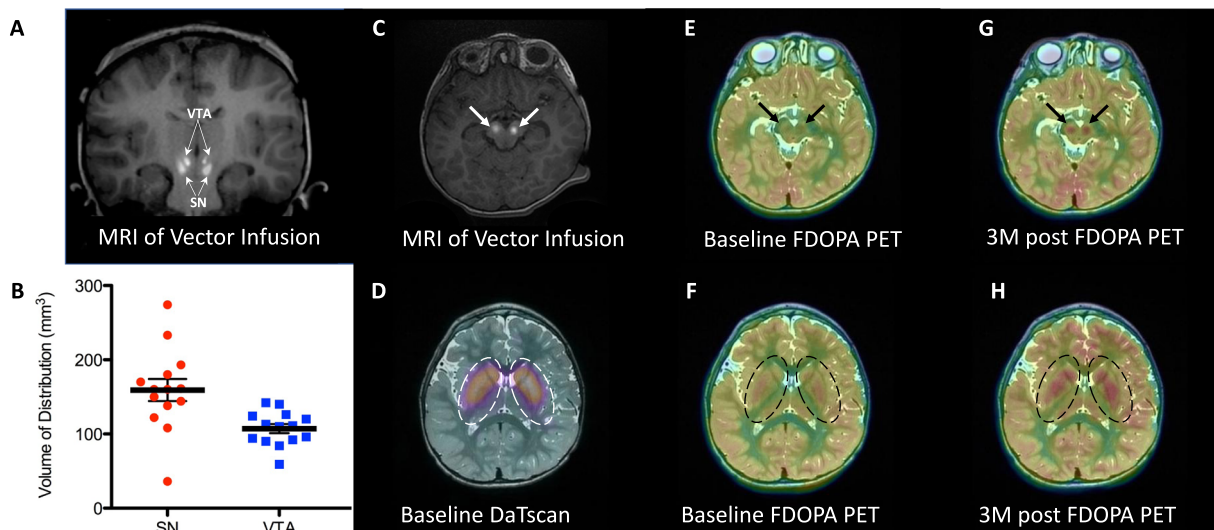 A
VTA
SN
MRI of Vector Infusion
B
Volume of Distribution (mm³)
300
200
100
0
SN
VTA
C
MRI of Vector Infusion
D
Baseline DaTscan
E
Baseline FDOPA PET
F
Baseline FDOPA PET
G
3M post FDOPA PET
H
3M post FDOPA PET